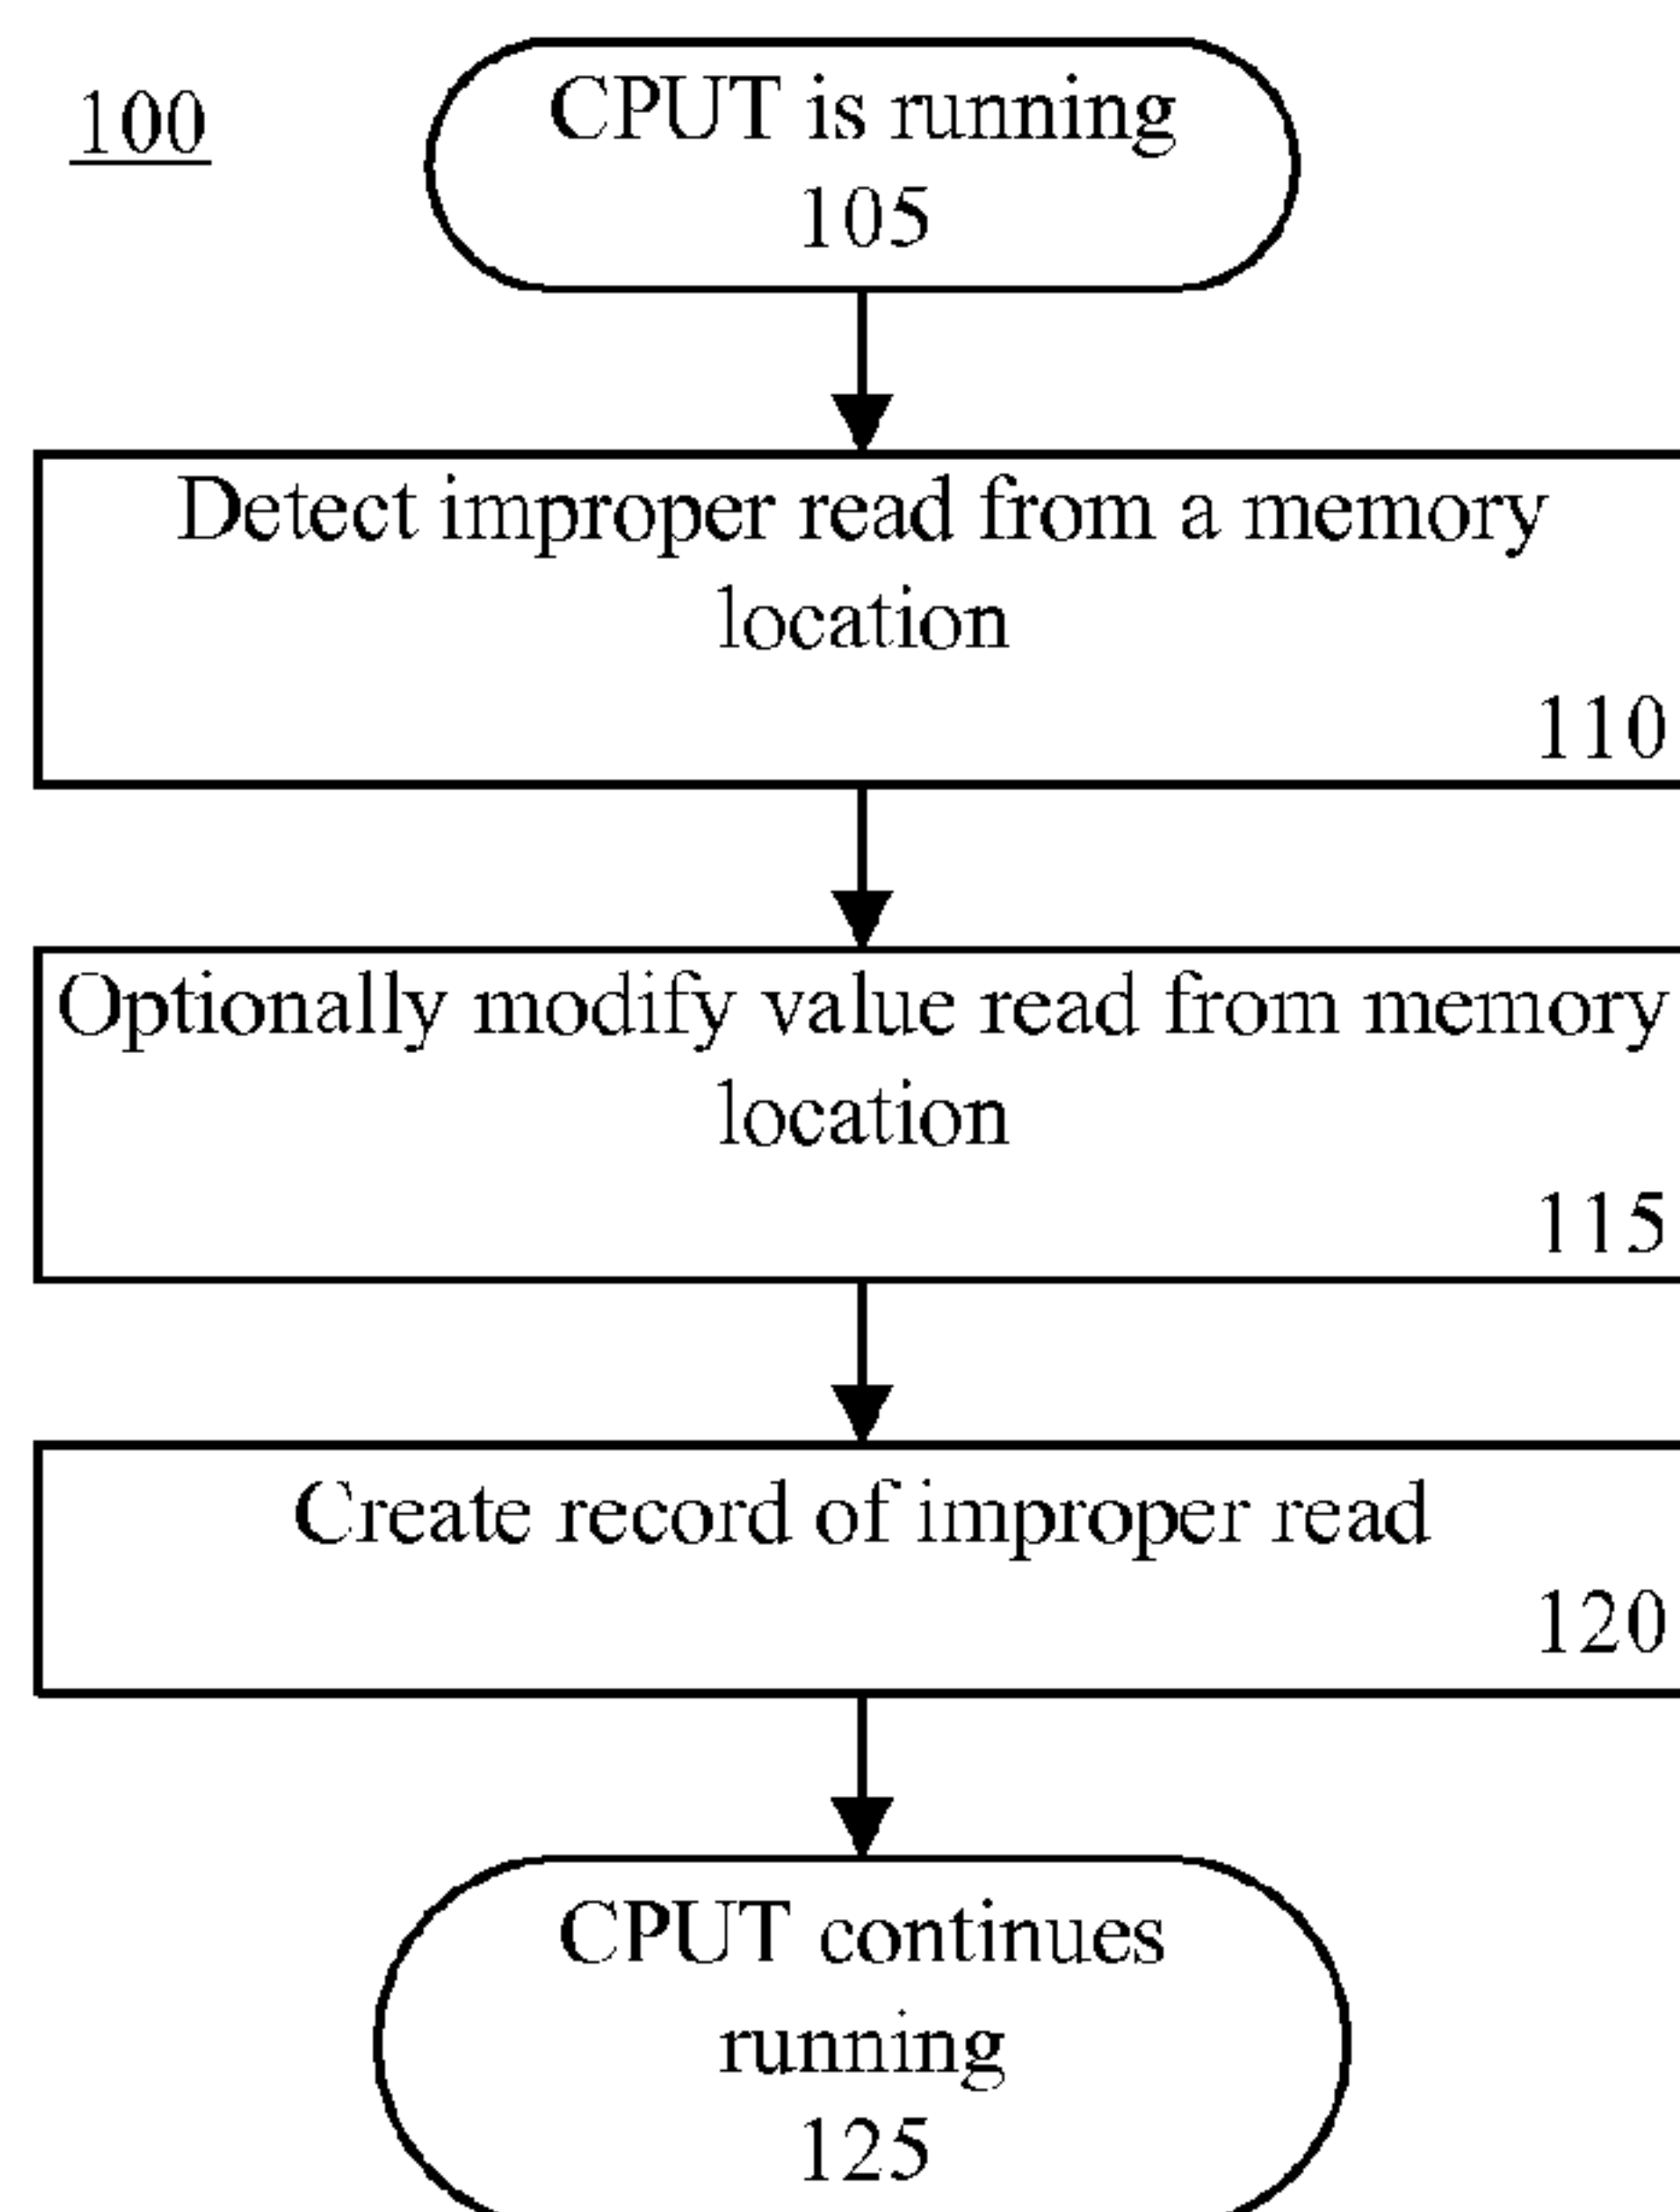 100
CPUT is running
105
Detect improper read from a memory
location
110
Optionally modify value read from memory
location
115
Create record of improper read
120
CPUT continues
running
125